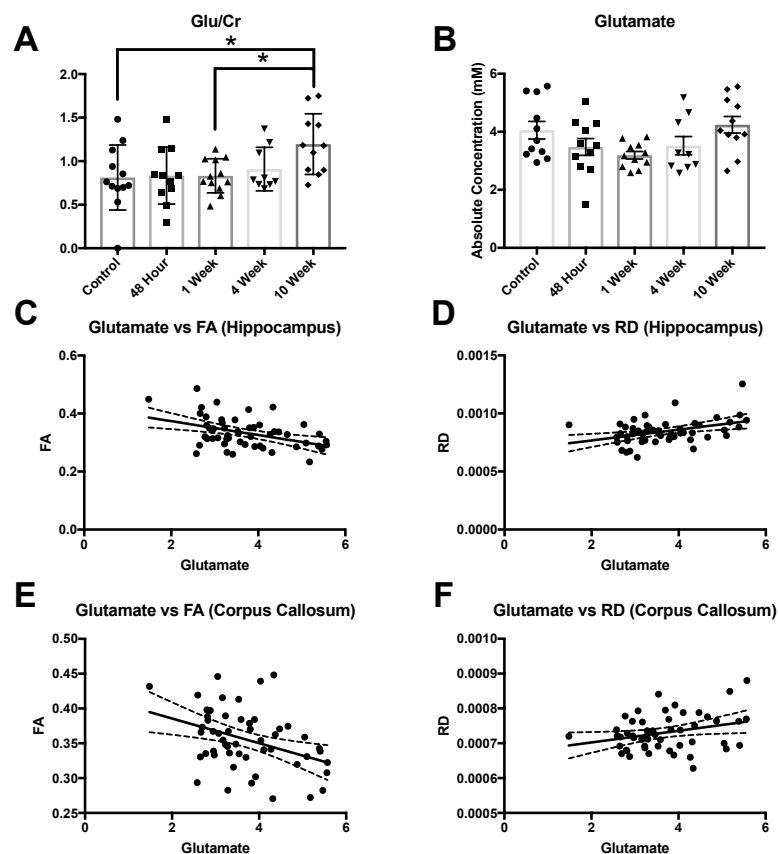 A
Glu/Cr
*
*
2.0
1.5
1.0
0.5
0.0
Control
48 Hour
1 Week
4 Week
10 Week
B
Glutamate
Absolute Concentration (mM)
6
4
2
0
Control
48 Hour
1 Week
4 Week
10 Week
C
Glutamate vs FA (Hippocampus)
FA
0.6
0.4
0.2
0.0
0 2 4 6
Glutamate
D
Glutamate vs RD (Hippocampus)
RD
0.0015
0.0010
0.0005
0.0000
0 2 4 6
Glutamate
E
Glutamate vs FA (Corpus Callosum)
FA
0.50
0.45
0.40
0.35
0.30
0.25
0 2 4 6
Glutamate
F
Glutamate vs RD (Corpus Callosum)
RD
0.0010
0.0009
0.0008
0.0007
0.0006
0.0005
0 2 4 6
Glutamate